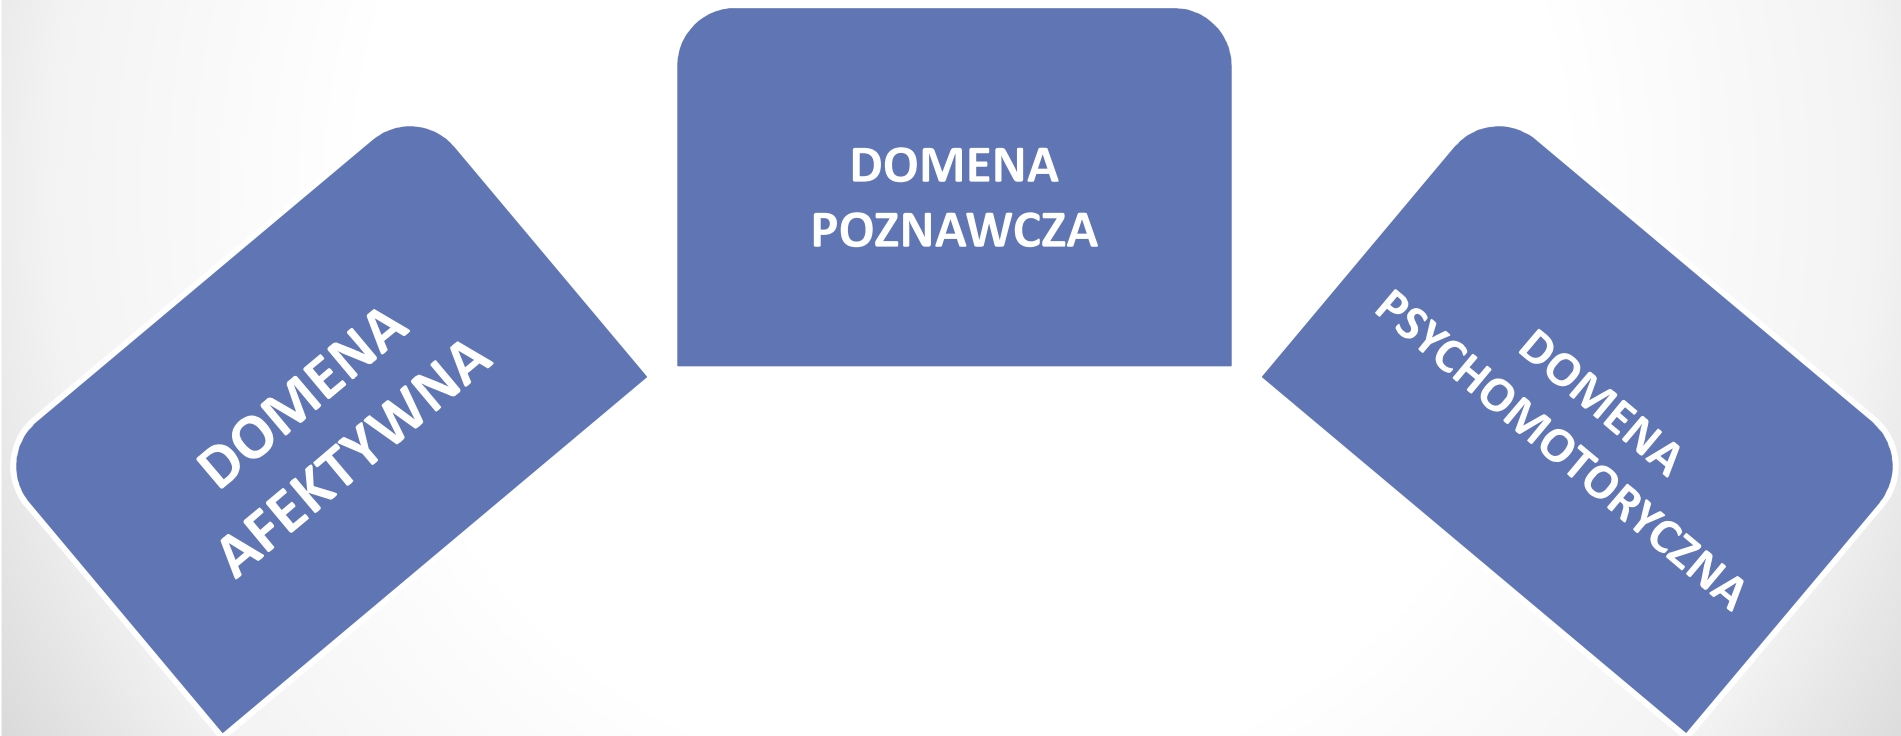 DOMENA
AFEKTYWNA
DOMENA
POZNAWCZA
DOMENA
PSYCHOMOTORYCZNA